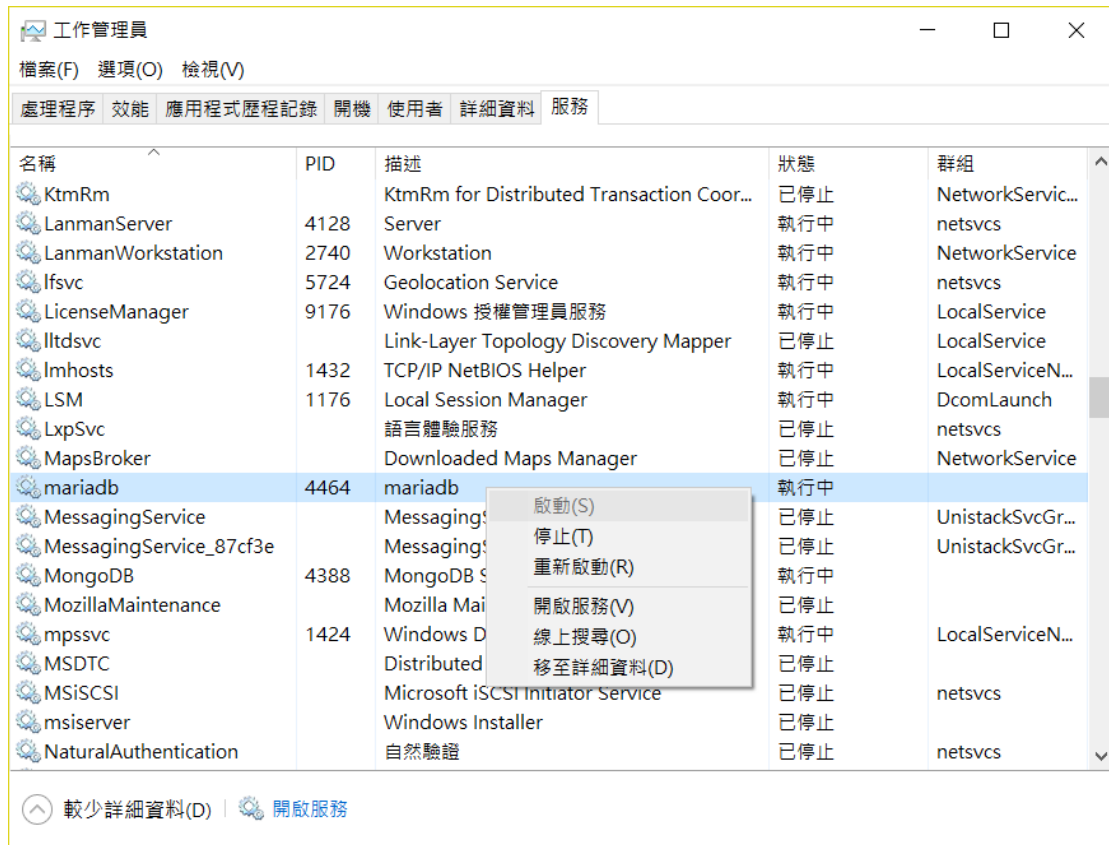 工作管理員
檔案(F) 選項(O) 檢視(V)
處理程序 效能 應用程式歷程記錄 開機 使用者 詳細資料 服務
名稱 PID 描述 狀態 群組
KtmRm KtmRm for Distributed Transaction Coor... 已停止 NetworkServic...
LanmanServer 4128 Server 執行中 netsvcs
LanmanWorkstation 2740 Workstation 執行中 NetworkService
lfsvc 5724 Geolocation Service 執行中 netsvcs
LicenseManager 9176 Windows 授權管理員服務 執行中 LocalService
lltdsvc Link-Layer Topology Discovery Mapper 已停止 LocalService
lmhosts 1432 TCP/IP NetBIOS Helper 執行中 LocalServiceN...
LSM 1176 Local Session Manager 執行中 DcomLaunch
LxpSvc 語言體驗服務 已停止 netsvcs
MapsBroker Downloaded Maps Manager 已停止 NetworkService
mariadb 4464 mariadb 執行中
MessagingService Messaging 已停止 UnistackSvcGr...
MessagingService_87cf3e Messaging 已停止 UnistackSvcGr...
MongoDB 4388 MongoDB S 執行中
MozillaMaintenance Mozilla Mai 已停止
mpssvc 1424 Windows D 執行中 LocalServiceN...
MSDTC Distributed 已停止
MSiSCSI Microsoft iSCSI Initiator Service 已停止 netsvcs
msiserver Windows Installer 已停止
NaturalAuthentication 自然驗證 已停止 netsvcs
啟動(S)
停止(T)
重新啟動(R)
開啟服務(V)
線上搜尋(O)
移至詳細資料(D)
較少詳細資料(D) 開啟服務